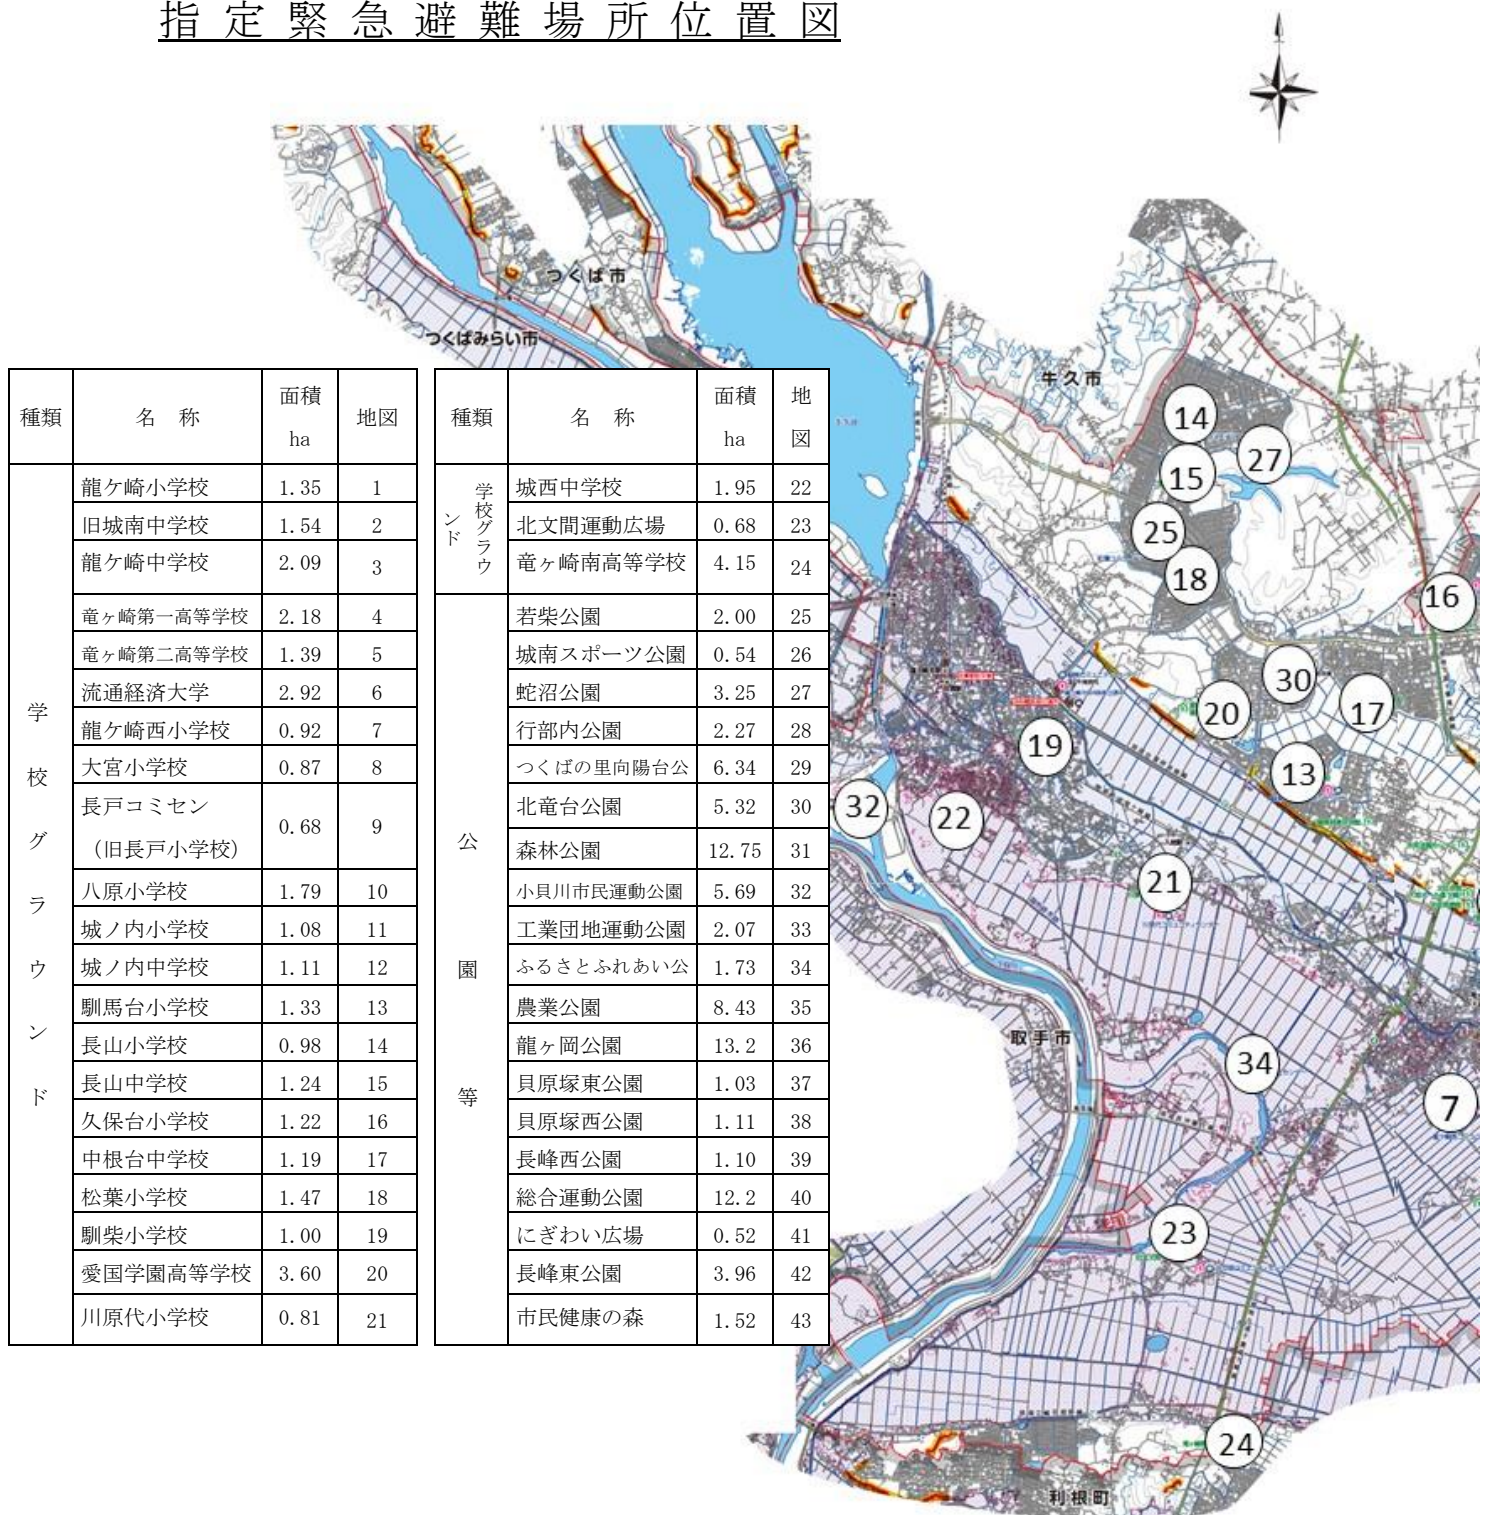 指定緊急避難場所位置図
種類 名 称 面積 ha 地図
学校グラウンド
龍ケ崎小学校 1.35 1
旧城南中学校 1.54 2
龍ケ崎中学校 2.09 3
竜ヶ崎第一高等学校 2.18 4
竜ヶ崎第二高等学校 1.39 5
流通経済大学 2.92 6
龍ケ崎西小学校 0.92 7
大宮小学校 0.87 8
長戸コミセン
（旧長戸小学校） 0.68 9
八原小学校 1.79 10
城ノ内小学校 1.08 11
城ノ内中学校 1.11 12
馴馬台小学校 1.33 13
長山小学校 0.98 14
長山中学校 1.24 15
久保台小学校 1.22 16
中根台中学校 1.19 17
松葉小学校 1.47 18
馴柴小学校 1.00 19
愛国学園高等学校 3.60 20
川原代小学校 0.81 21
種類 名 称 面積 ha 地図
学校グラウンド
城西中学校 1.95 22
北文間運動広場 0.68 23
竜ヶ崎南高等学校 4.15 24
公園等
若柴公園 2.00 25
城南スポーツ公園 0.54 26
蛇沼公園 3.25 27
行部内公園 2.27 28
つくばの里向陽台公 6.34 29
北竜台公園 5.32 30
森林公園 12.75 31
小貝川市民運動公園 5.69 32
工業団地運動公園 2.07 33
ふるさとふれあい公 1.73 34
農業公園 8.43 35
龍ヶ岡公園 13.2 36
貝原塚東公園 1.03 37
貝原塚西公園 1.11 38
長峰西公園 1.10 39
総合運動公園 12.2 40
にぎわい広場 0.52 41
長峰東公園 3.96 42
市民健康の森 1.52 43
つくば市
つくばみらい市
牛久市
14
27
15
25
18
16
30
20
17
19
13
32
22
21
取手市
34
7
23
24
利根町